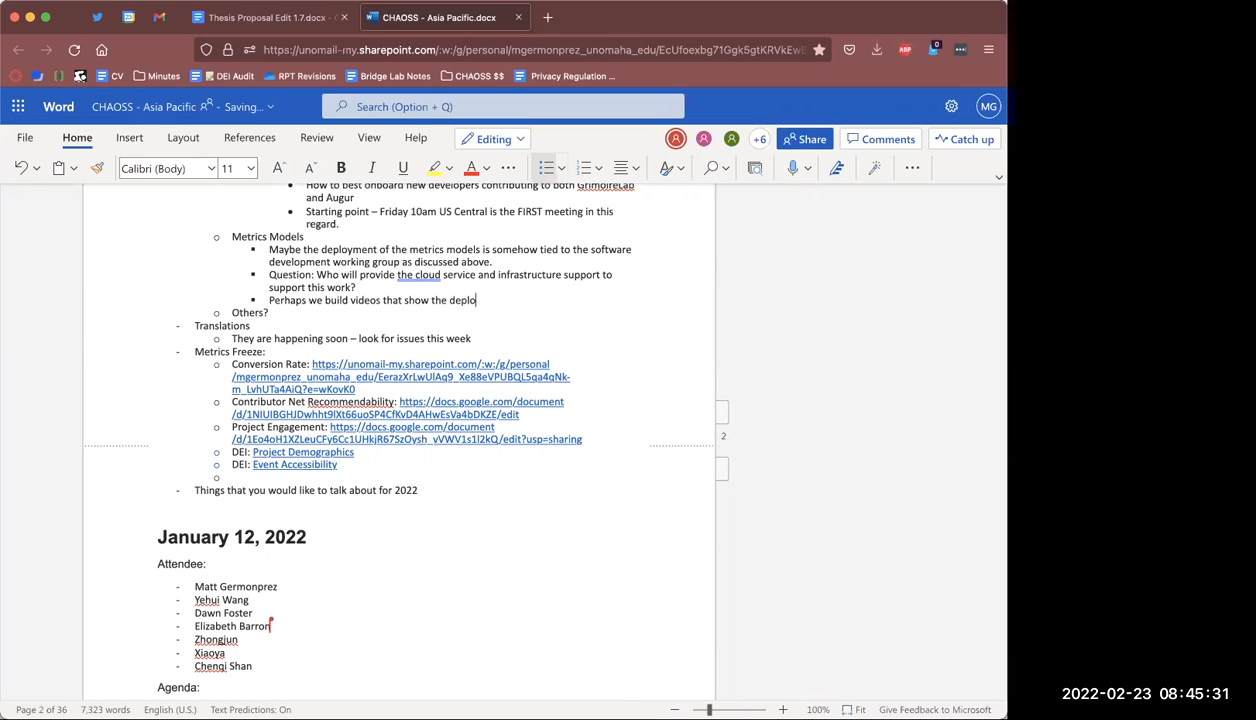 Thesis Proposal Edit 1.7.docx -
CHAOSS - Asia Pacific.docx
https://unomaha-my.sharepoint.com/:w:/g/personal/mgermonprez_unomaha_edu/EcUfoexbg71Ggk5gtKRVkEwB
ABP
0
CV
Minutes
DEI Audit
RPT Revisions
Bridge Lab Notes
CHAOSS $$
Privacy Regulation ...
Word
CHAOSS - Asia Pacific - Saving...
Search (Option + Q)
MG
File
Home
Insert
Layout
References
Review
View
Help
Editing
+6
Share
Comments
Catch up
Calibri (Body)
11
How to best onboard new developers contributing to both GrimoireLab
and Augur
Starting point – Friday 10am US Central is the FIRST meeting in this
regard.
Metrics Models
Maybe the deployment of the metrics models is somehow tied to the software
development working group as discussed above.
Question: Who will provide the cloud service and infrastructure support to
support this work?
Perhaps we build videos that show the deplo
Others?
- Translations
They are happening soon – look for issues this week
- Metrics Freeze:
Conversion Rate: https://unomail-my.sharepoint.com/:w:/g/personal
/mgermonprez_unomaha_edu/EerazXrLwUlAq9_Xe88eVPUBQL5qa4qNk-
m_LvhUTa4AiQ?e=wKovK0
Contributor Net Recommendability: https://docs.google.com/document
/d/1NIUIBGHJDwhht9lXt66uoSP4CfKvD4AHwEsVa4bDKZE/edit
Project Engagement: https://docs.google.com/document
/d/1Eo4oH1XZLeuCFy6Cc1UHkjR67SzOysh_vVWV1s1l2kQ/edit?usp=sharing
DEI: Project Demographics
DEI: Event Accessibility
- Things that you would like to talk about for 2022
2
January 12, 2022
Attendee:
- Matt Germonprez
- Yehui Wang
- Dawn Foster
- Elizabeth Barron
- Zhongjun
- Xiaoya
- Chenqi Shan
Agenda:
Page 2 of 36
7,323 words
English (U.S.)
Text Predictions: On
100%
Fit
Give Feedback to Microsoft
2022-02-23 08:45:31